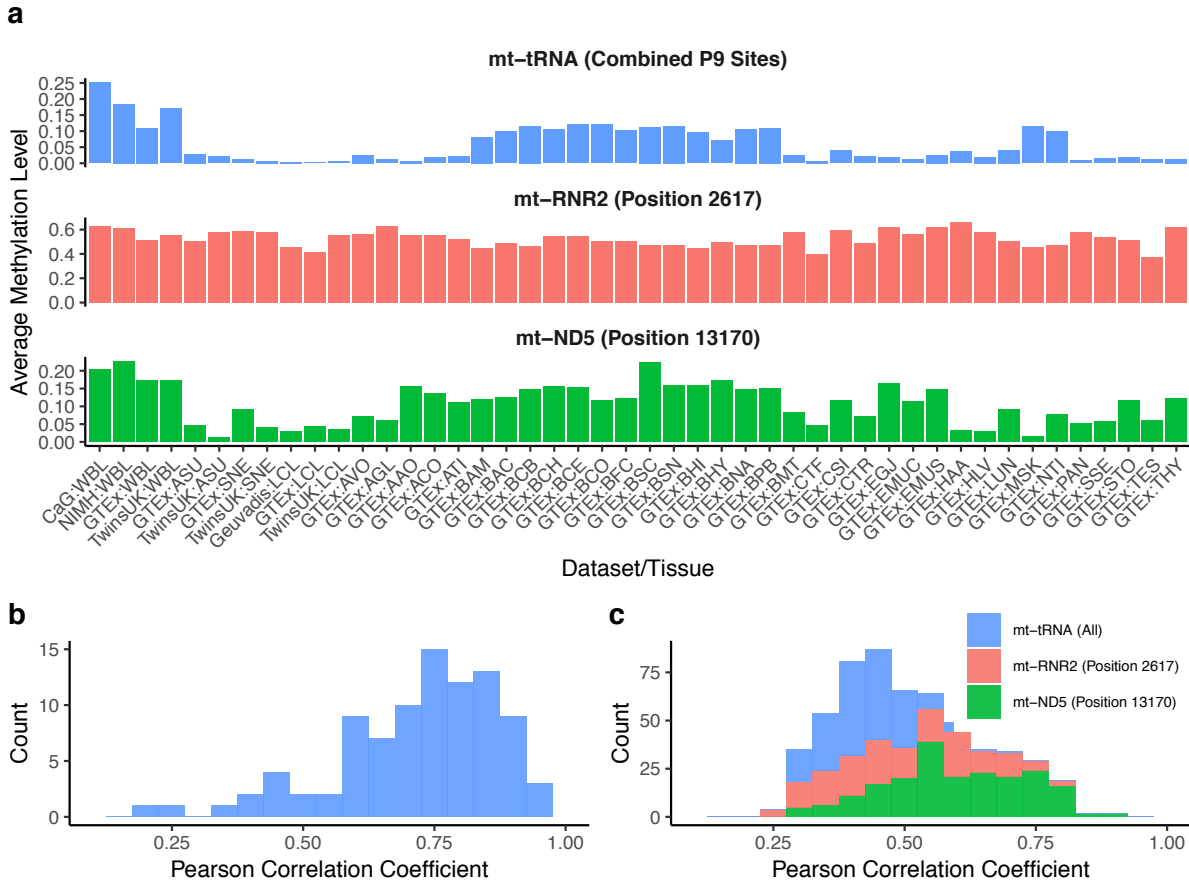 a
mt−tRNA (Combined P9 Sites)
0.25
0.20
0.15
0.10
0.05
0.00
mt−RNR2 (Position 2617)
0.6
0.4
0.2
0.0
mt−ND5 (Position 13170)
0.20
0.15
0.10
0.05
0.00
Average Methylation Level
CaG:WBL
NIMH:WBL
GTEx:WBL
TwinsUK:WBL
GTEx:ASU
TwinsUK:ASU
GTEx:SNE
TwinsUK:SNE
Geuvadis:LCL
GTEx:LCL
TwinsUK:LCL
GTEx:AVO
GTEx:AGL
GTEx:AAO
GTEx:ACO
GTEx:ATI
GTEx:BAM
GTEx:BAC
GTEx:BCB
GTEx:BCH
GTEx:BCE
GTEx:BCO
GTEx:BFC
GTEx:BSC
GTEx:BSN
GTEx:BHI
GTEx:BHY
GTEx:BNA
GTEx:BPB
GTEx:BMT
GTEx:CTF
GTEx:CSI
GTEx:CTR
GTEx:EGJ
GTEx:EMUC
GTEx:EMUS
GTEx:HAA
GTEx:HLV
GTEx:LUN
GTEx:MSK
GTEx:NTI
GTEx:PAN
GTEx:SSE
GTEx:STO
GTEx:TES
GTEx:THY
Dataset/Tissue
b
15
10
5
0
Count
0.25 0.50 0.75 1.00
Pearson Correlation Coefficient
c
mt−tRNA (All)
mt−RNR2 (Position 2617)
mt−ND5 (Position 13170)
75
50
25
0
Count
0.25 0.50 0.75 1.00
Pearson Correlation Coefficient